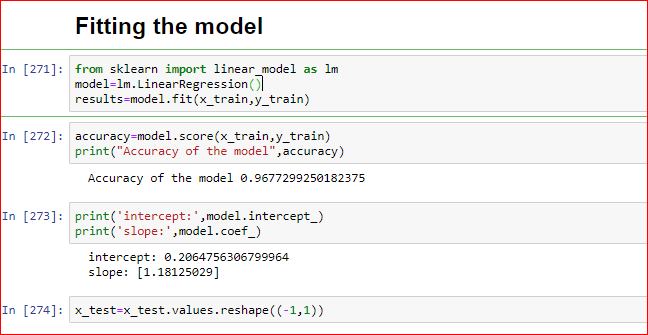 Fitting the model
In [271]: from sklearn import linear_model as lm
model=lm.LinearRegression()
results=model.fit(x_train,y_train)
In [272]: accuracy=model.score(x_train,y_train)
print("Accuracy of the model",accuracy)
Accuracy of the model 0.9677299250182375
In [273]: print('intercept:',model.intercept_)
print('slope:',model.coef_)
intercept: 0.2064756306799964
slope: [1.18125029]
In [274]: x_test=x_test.values.reshape((-1,1))